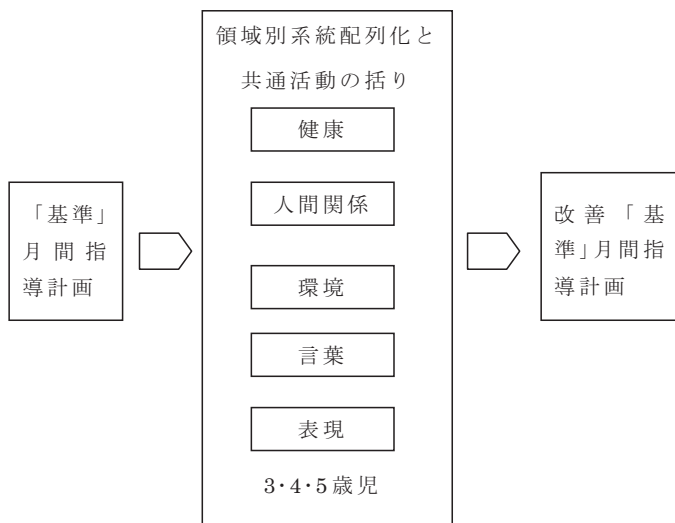 領域別系統配列化と
共通活動の括り
健康
人間関係
環境
言葉
表現
3・4・5歳児
「基準」
月間指
導計画
改善「基
準」月間指
導計画